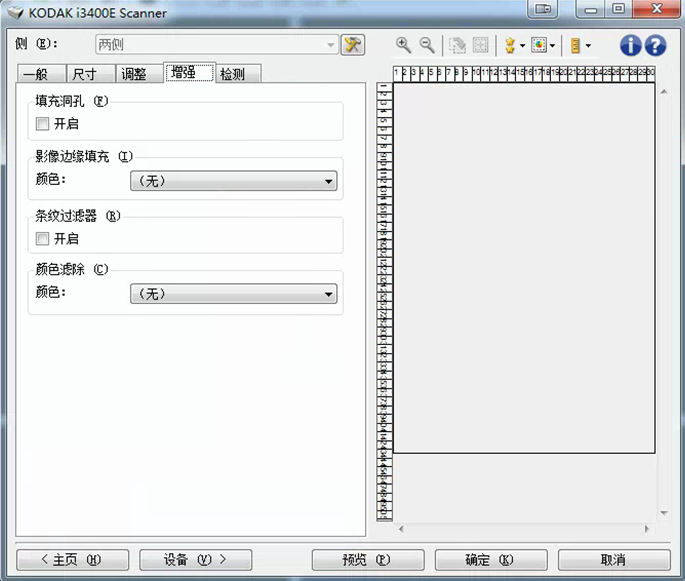 KODAK i3400E Scanner
侧 (E):
两侧
一般 尺寸 调整 增强 检测
填充洞孔 (F)
开启
影像边缘填充 (I)
颜色:
(无)
条纹过滤器 (R)
开启
颜色滤除 (C)
颜色:
(无)
1 2 3 4 5 6 7 8 9 10 11 12 13 14 15 16 17 18 19 20 21 22 23 24 25 26 27 28 29 30
< 主页 (H)
设备 (V) >
预览 (P)
确定 (K)
取消